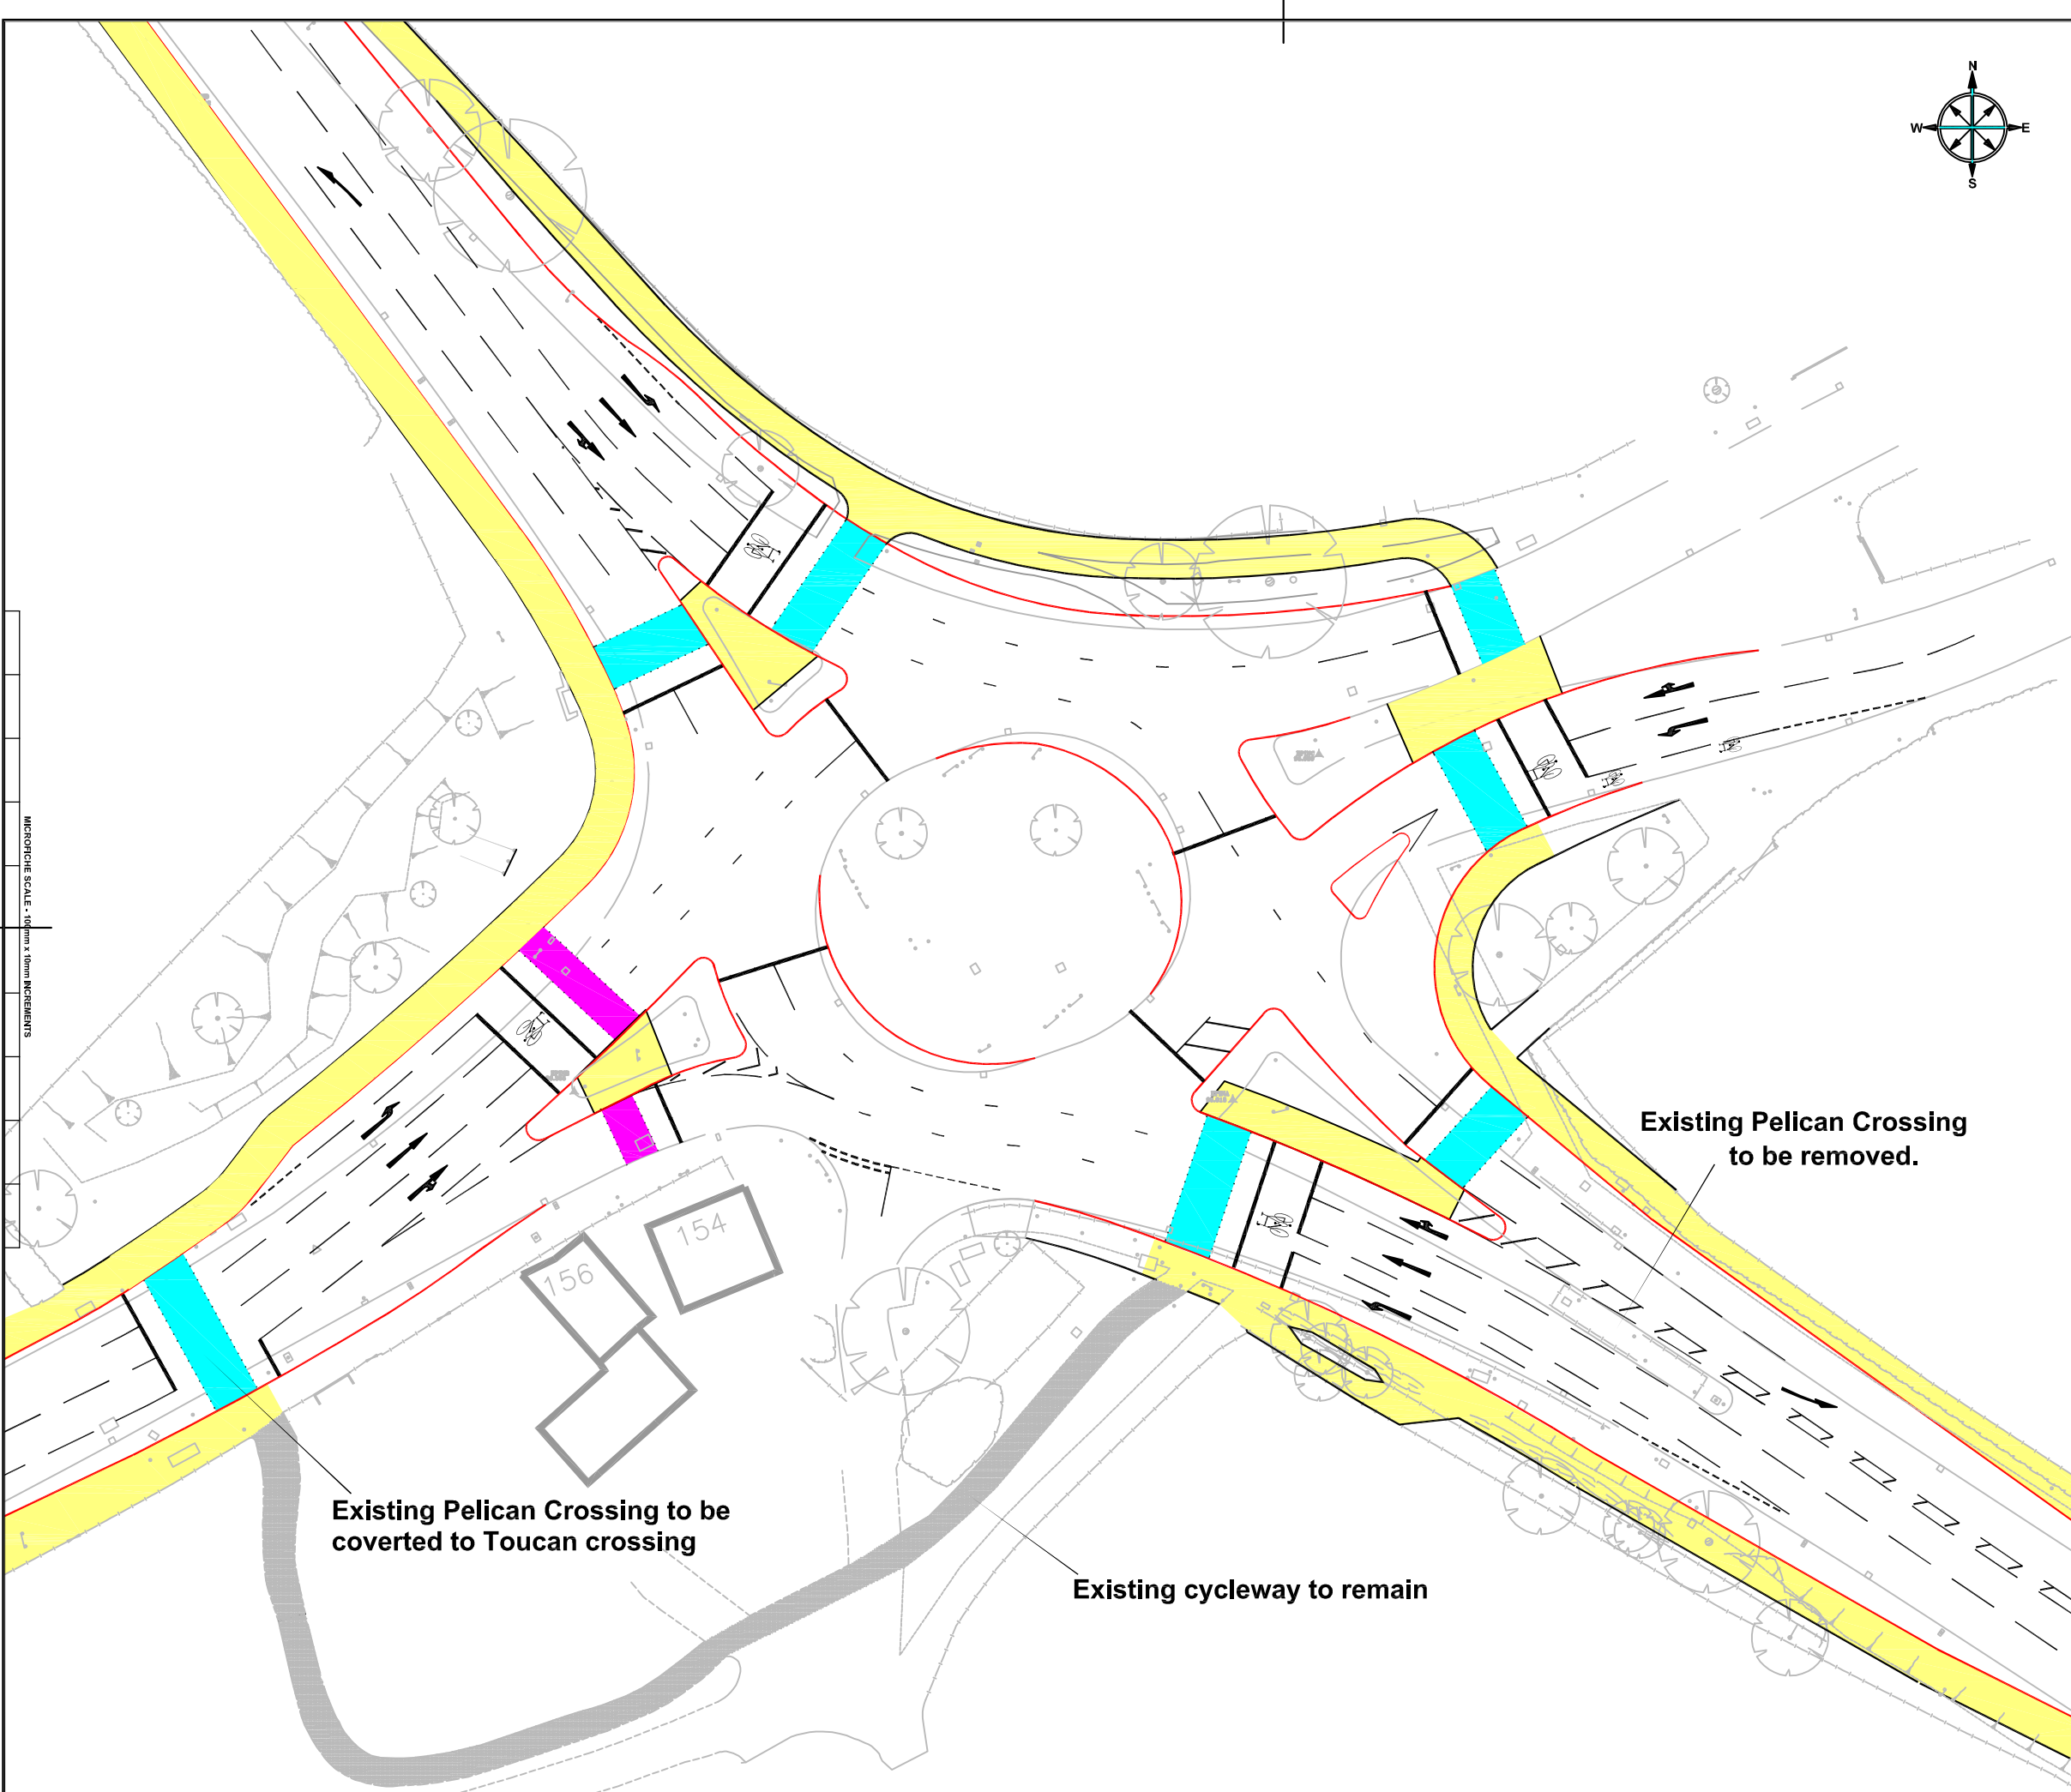 N
W E
S
MICROFICHE SCALE - 100mm x 10mm INCREMENTS
Existing Pelican Crossing
to be removed.
154
156
Existing Pelican Crossing to be
coverted to Toucan crossing
Existing cycleway to remain